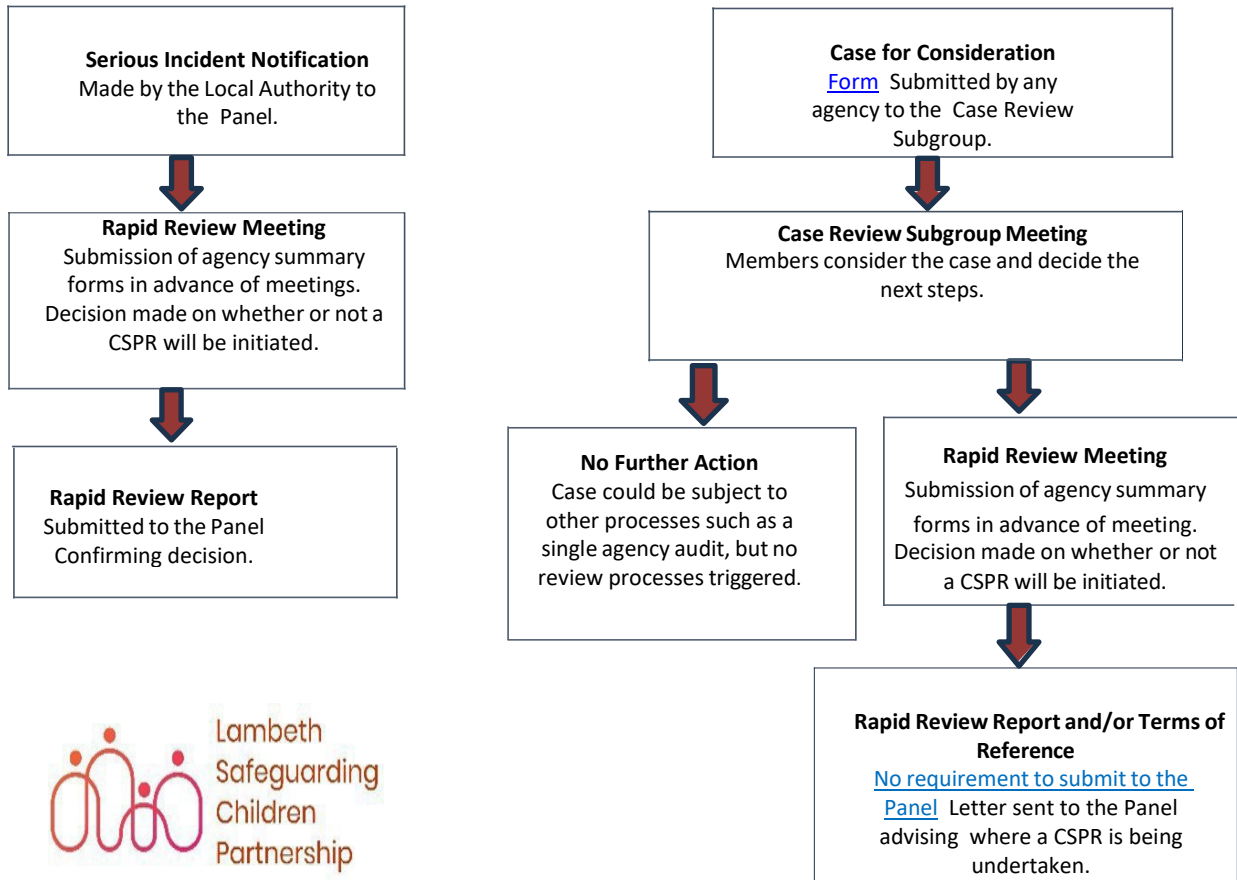 Serious Incident Notification
Made by the Local Authority to
the Panel.
Rapid Review Meeting
Submission of agency summary
forms in advance of meetings.
Decision made on whether or not a
CSPR will be initiated.
Rapid Review Report
Submitted to the Panel
Confirming decision.
Case for Consideration
Form Submitted by any
agency to the Case Review
Subgroup.
Case Review Subgroup Meeting
Members consider the case and decide the
next steps.
No Further Action
Case could be subject to
other processes such as a
single agency audit, but no
review processes triggered.
Rapid Review Meeting
Submission of agency summary
forms in advance of meeting.
Decision made on whether or not
a CSPR will be initiated.
Rapid Review Report and/or Terms of
Reference
No requirement to submit to the
Panel Letter sent to the Panel
advising where a CSPR is being
undertaken.
Lambeth
Safeguarding
Children
Partnership